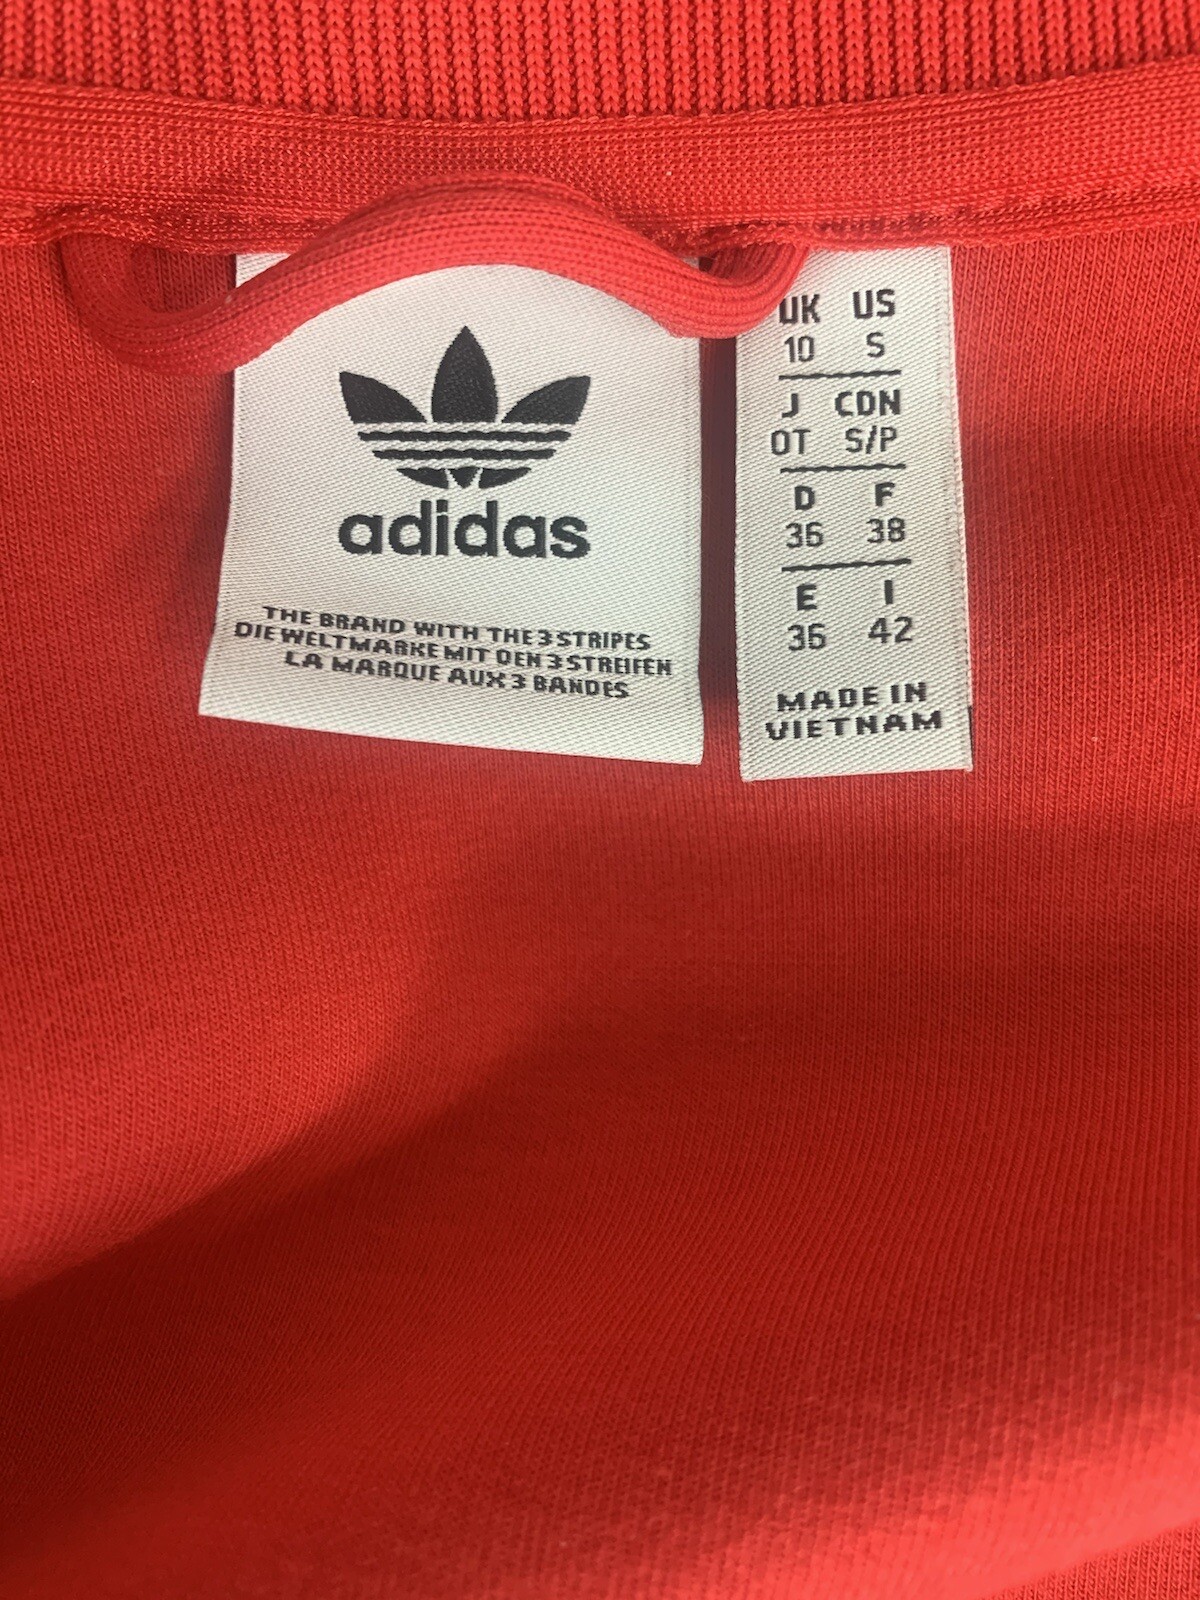 adidas
THE BRAND WITH THE 3 STRIPES
DIE WELTMARKE MIT DEN 3 STREIFEN
LA MARQUE AUX 3 BANDES
UK US
10 S
J CDN
OT S/P
D F
36 38
E I
36 42
MADE IN
VIETNAM